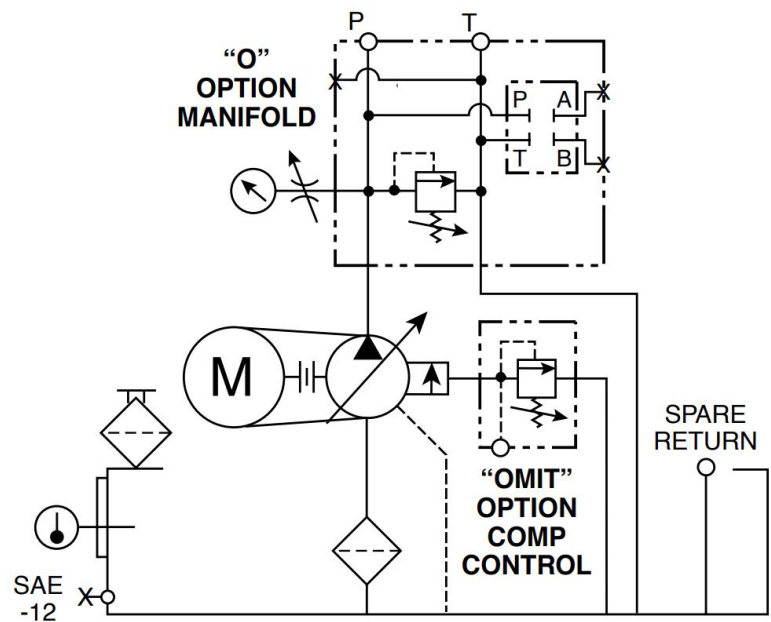 P T
“O”
OPTION
MANIFOLD
P A
T B
M
SPARE
RETURN
“OMIT”
OPTION
COMP
CONTROL
SAE
-12